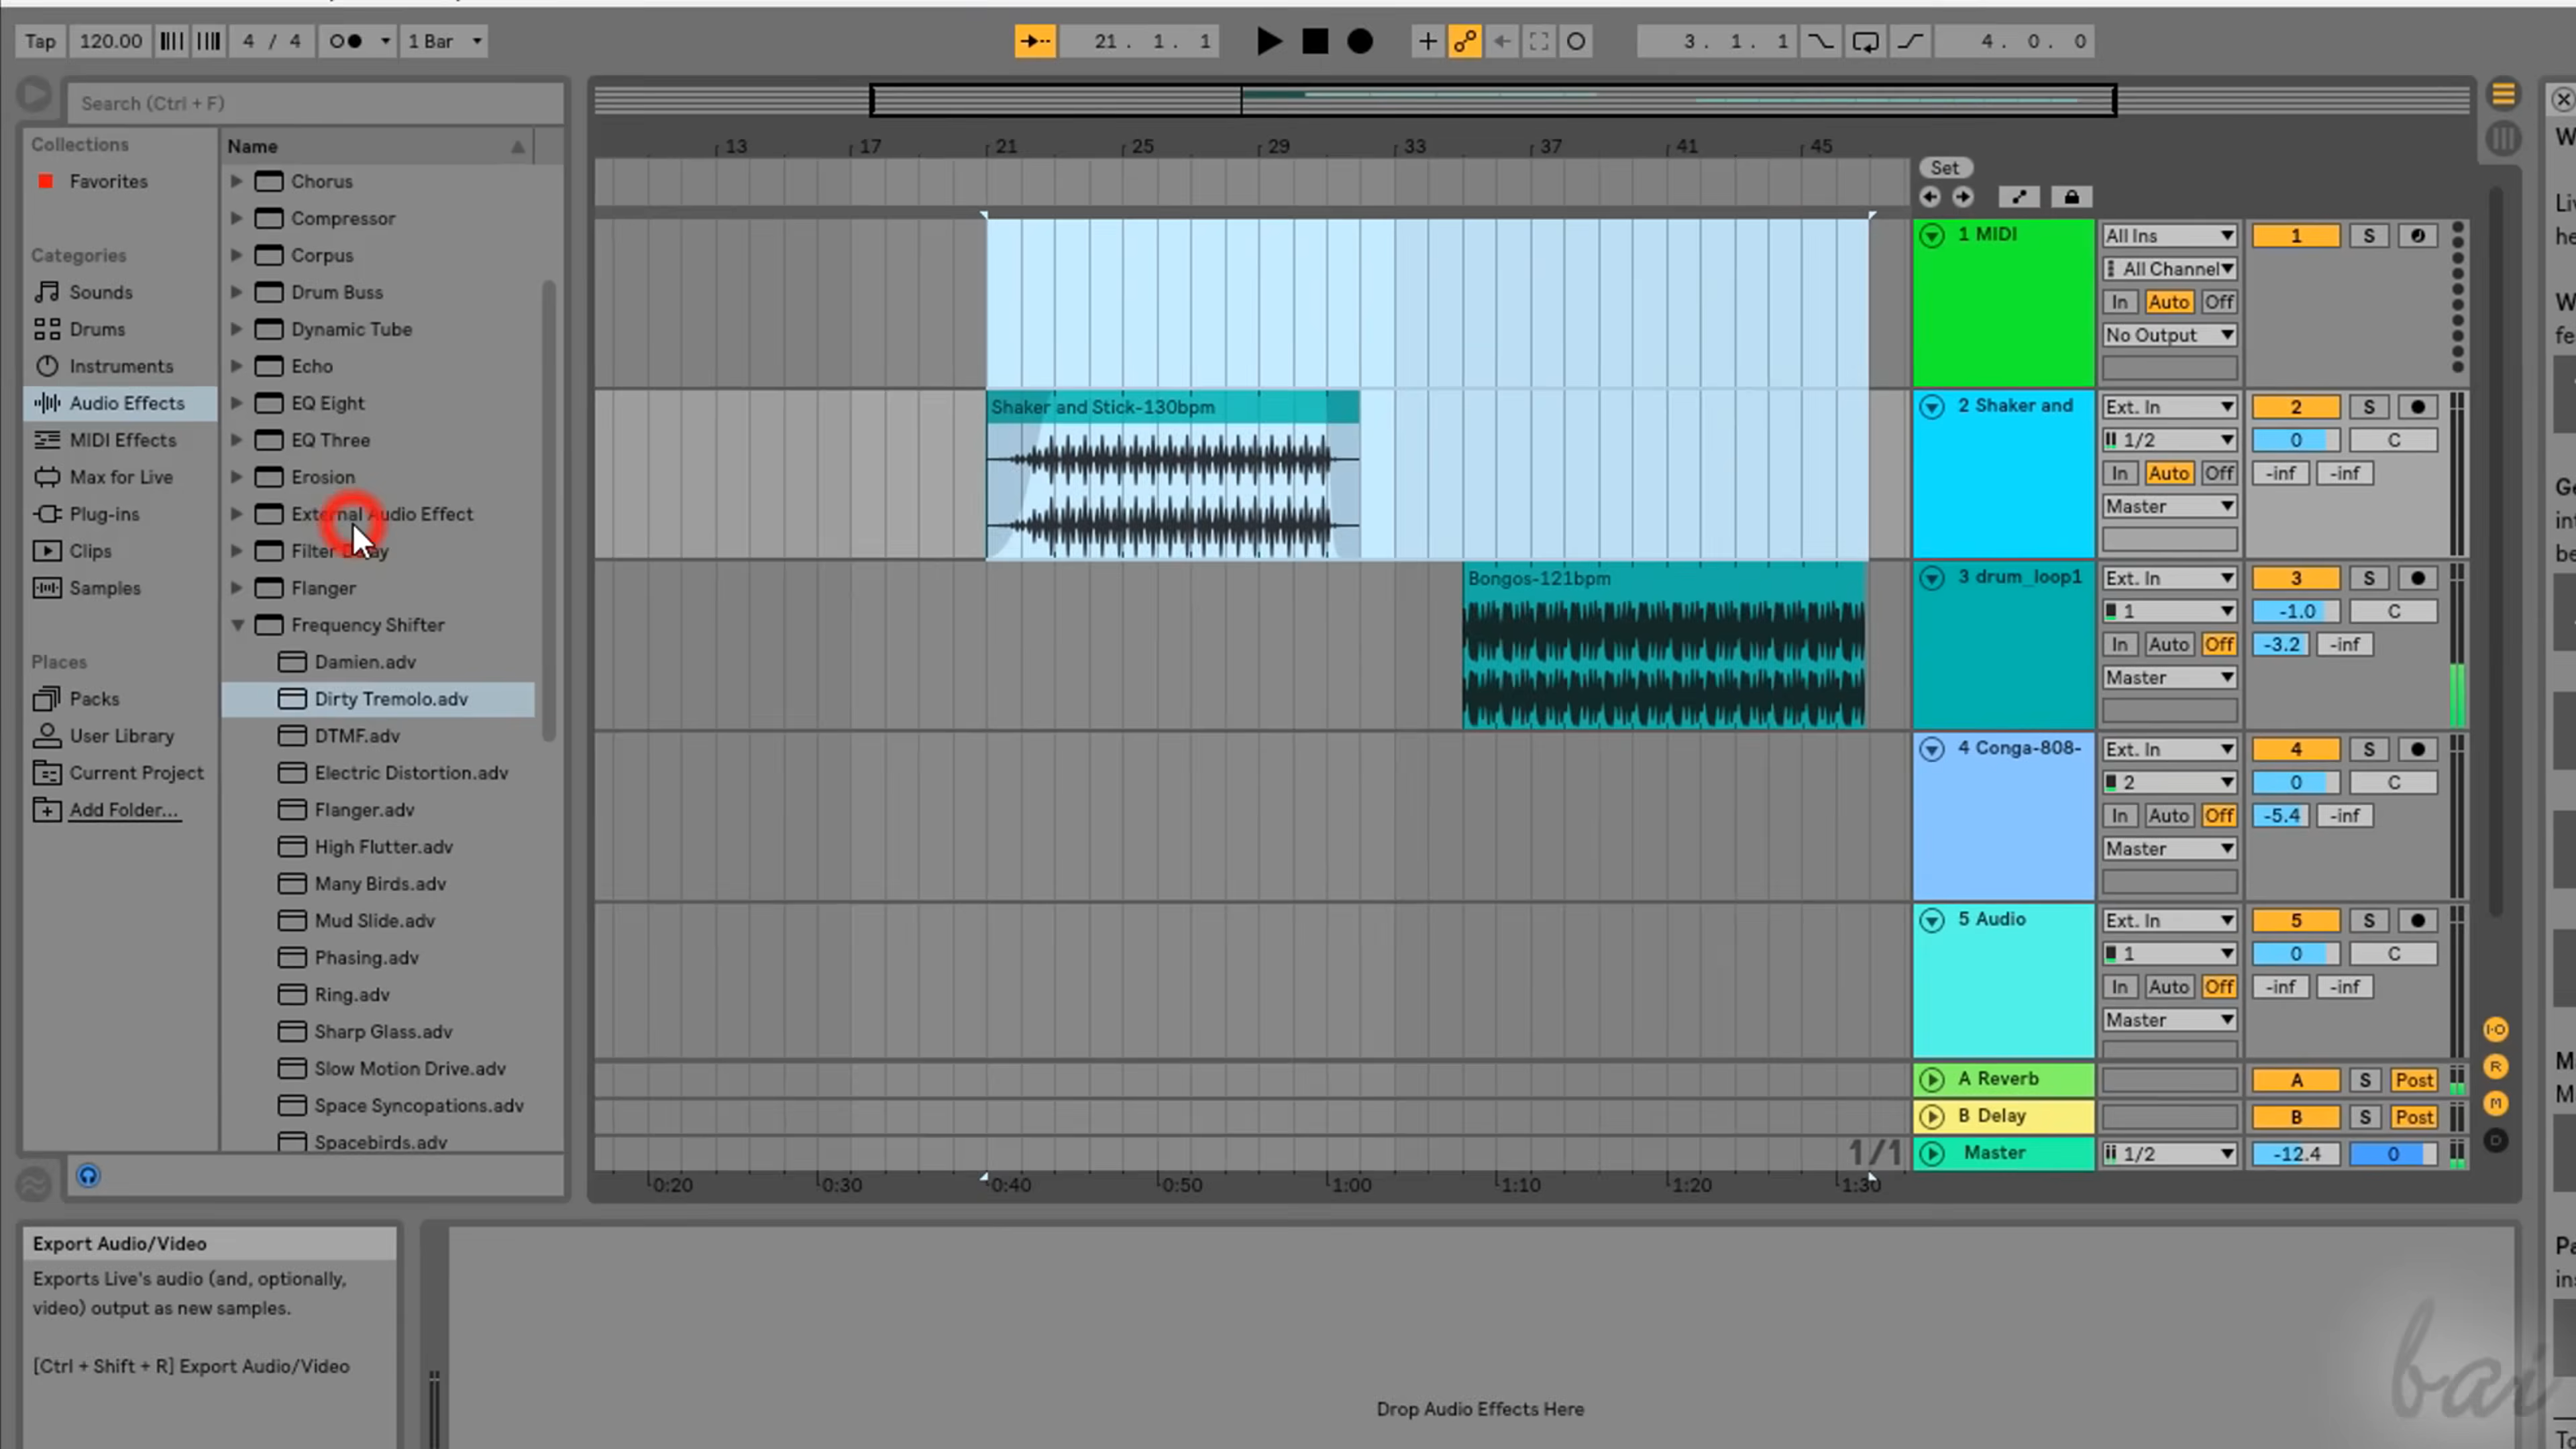 Tap 120.00 4 / 4 1 Bar 21. 1. 1 3. 1. 1 4. 0. 0
Search (Ctrl + F)
Collections
Favorites
Categories
Sounds
Drums
Instruments
Audio Effects
MIDI Effects
Max for Live
Plug-ins
Clips
Samples
Places
Packs
User Library
Current Project
Add Folder...
Name
Chorus
Compressor
Corpus
Drum Buss
Dynamic Tube
Echo
EQ Eight
EQ Three
Erosion
External Audio Effect
Filter Delay
Flanger
Frequency Shifter
Damien.adv
Dirty Tremolo.adv
DTMF.adv
Electric Distortion.adv
Flanger.adv
High Flutter.adv
Many Birds.adv
Mud Slide.adv
Phasing.adv
Ring.adv
Sharp Glass.adv
Slow Motion Drive.adv
Space Syncopations.adv
Spacebirds.adv
13 17 21 25 29 33 37 41 45
Set
Shaker and Stick-130bpm
Bongos-121bpm
1/1
0:20 0:30 0:40 0:50 1:00 1:10 1:20 1:30
1 MIDI All Ins 1 S
All Channel
In Auto Off
No Output
2 Shaker and Ext. In 2 S
1/2 0 C
In Auto Off -inf -inf
Master
3 drum_loop1 Ext. In 3 S
1 -1.0 C
In Auto Off -3.2 -inf
Master
4 Conga-808- Ext. In 4 S
2 0 C
In Auto Off -5.4 -inf
Master
5 Audio Ext. In 5 S
1 0 C
In Auto Off -inf -inf
Master
A Reverb A S Post
B Delay B S Post
Master 1/2 -12.4 0
I-O
R
M
D
Export Audio/Video
Exports Live's audio (and, optionally,
video) output as new samples.
[Ctrl + Shift + R] Export Audio/Video
Drop Audio Effects Here
bai